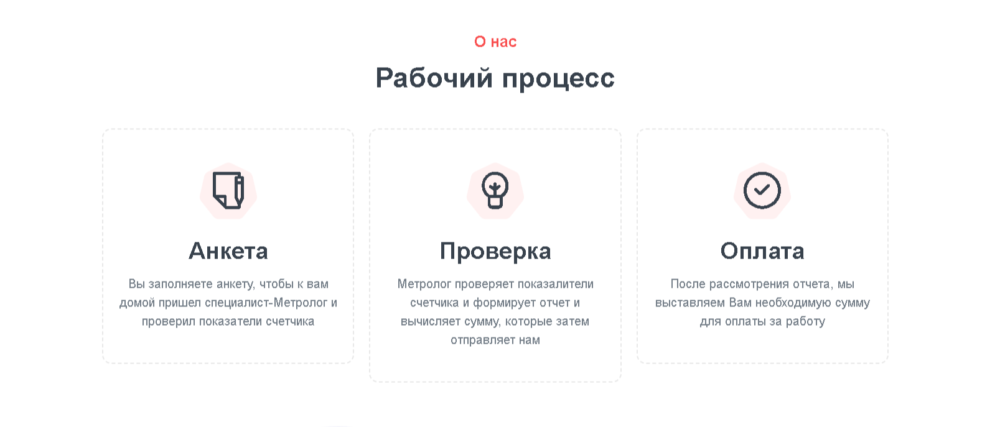 О нас
Рабочий процесс
Анкета
Вы заполняете анкету, чтобы к вам
домой пришел специалист-Метролог и
проверил показатели счетчика
Проверка
Метролог проверяет показалители
счетчика и формирует отчет и
вычисляет сумму, которые затем
отправляет нам
Оплата
После рассмотрения отчета, мы
выставляем Вам необходимую сумму
для оплаты за работу